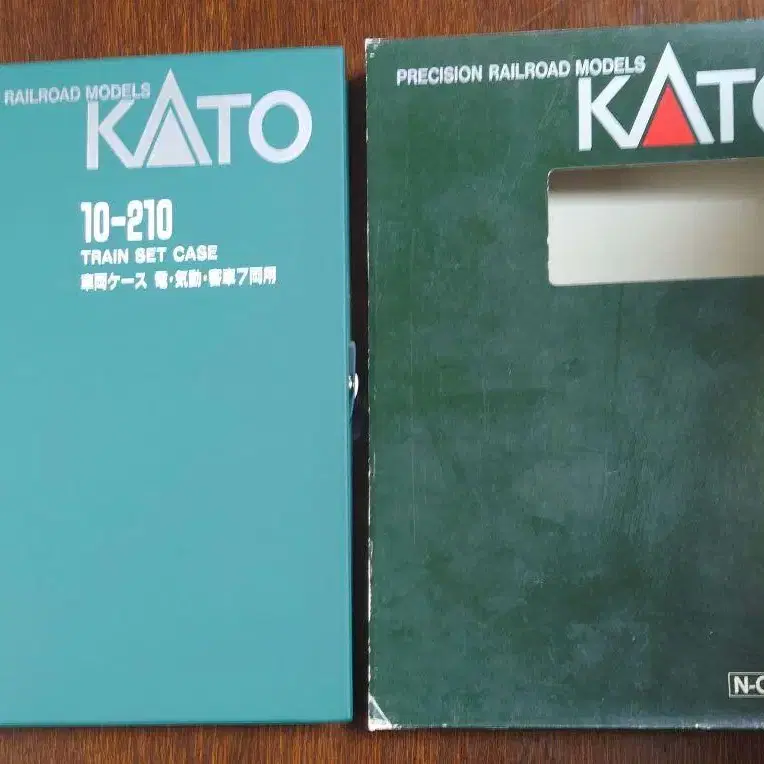 RAILROAD MODELS
KATO
10-210
TRAIN SET CASE
車両ケース 電・気動・客車7両用
PRECISION RAILROAD MODELS
KATO
N-